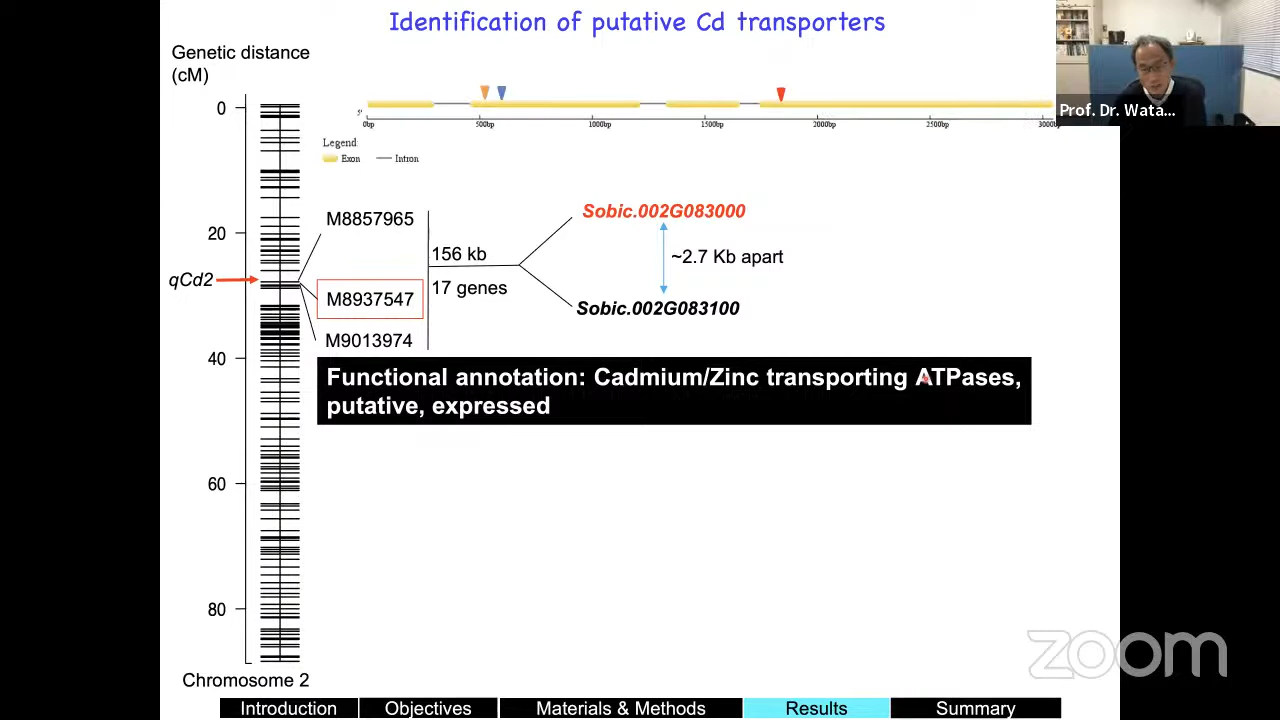 Identification of putative Cd transporters
Genetic distance
(cM)
0
20
40
60
80
qCd2
Chromosome 2
5'
0bp
500bp
1000bp
1500bp
2000bp
2500bp
3000bp
Legend:
Exon
Intron
M8857965
M8937547
M9013974
156 kb
17 genes
Sobic.002G083000
~2.7 Kb apart
Sobic.002G083100
Functional annotation: Cadmium/Zinc transporting ATPases,
putative, expressed
Prof. Dr. Wata...
zoom
Introduction
Objectives
Materials & Methods
Results
Summary